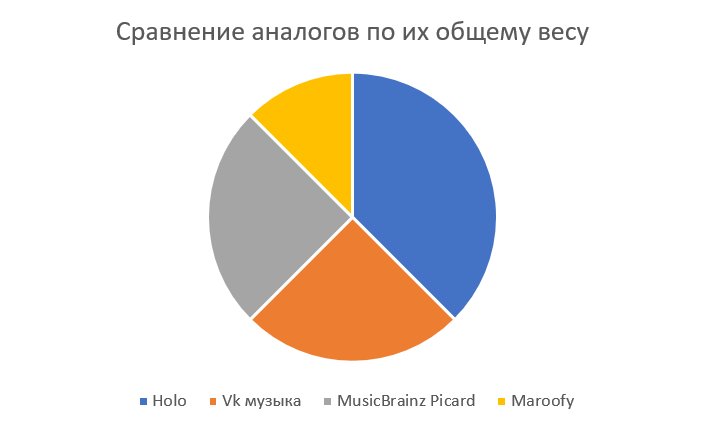 Сравнение аналогов по их общему весу
Holo Vk музыка MusicBrainz Picard Maroofy